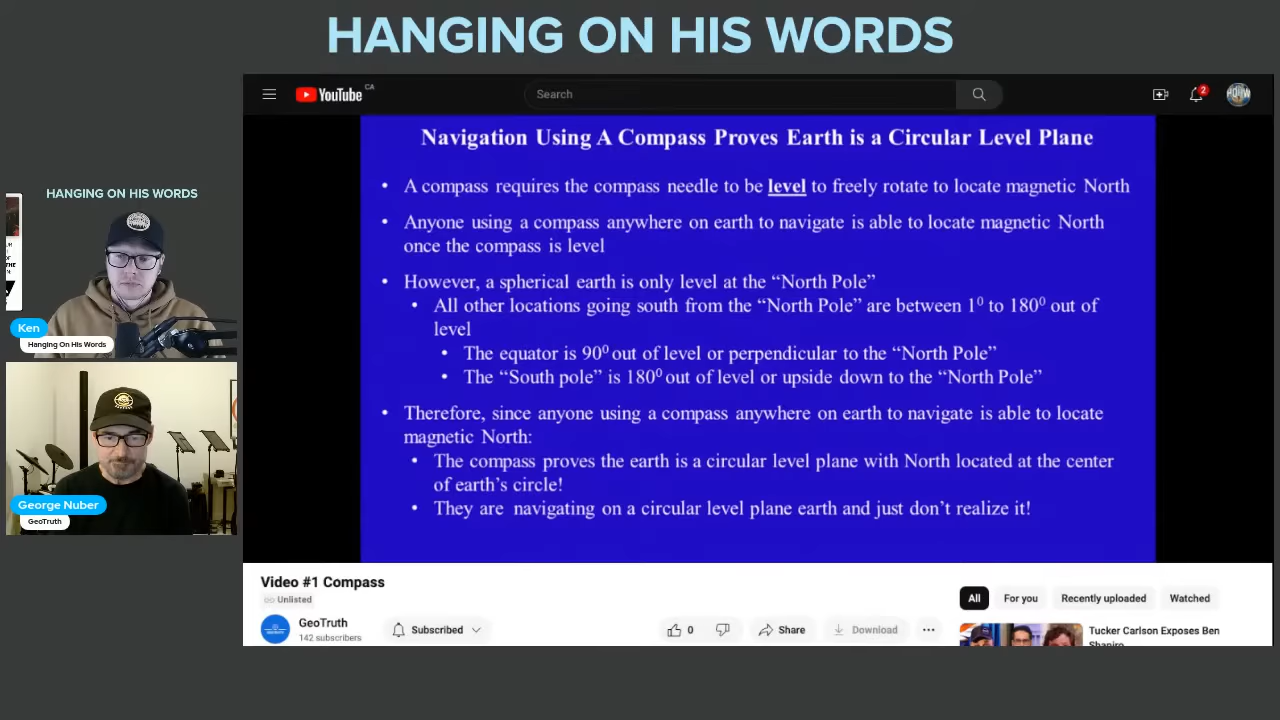 HANGING ON HIS WORDS
YouTube CA
Search
2
Navigation Using A Compass Proves Earth is a Circular Level Plane
• A compass requires the compass needle to be level to freely rotate to locate magnetic North
• Anyone using a compass anywhere on earth to navigate is able to locate magnetic North
once the compass is level
• However, a spherical earth is only level at the “North Pole”
• All other locations going south from the “North Pole” are between 1⁰ to 180⁰ out of
level
• The equator is 90⁰ out of level or perpendicular to the “North Pole”
• The “South pole” is 180⁰ out of level or upside down to the “North Pole”
• Therefore, since anyone using a compass anywhere on earth to navigate is able to locate
magnetic North:
• The compass proves the earth is a circular level plane with North located at the center
of earth’s circle!
• They are navigating on a circular level plane earth and just don’t realize it!
HANGING ON HIS WORDS
Ken
Hanging On His Words
George Nuber
GeoTruth
Video #1 Compass
Unlisted
GeoTruth
142 subscribers
Subscribed
0
Share
Download
All
For you
Recently uploaded
Watched
Tucker Carlson Exposes Ben
Shapiro